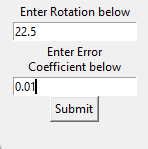 Enter Rotation below
22.5
Enter Error
Coefficient below
0.01
Submit